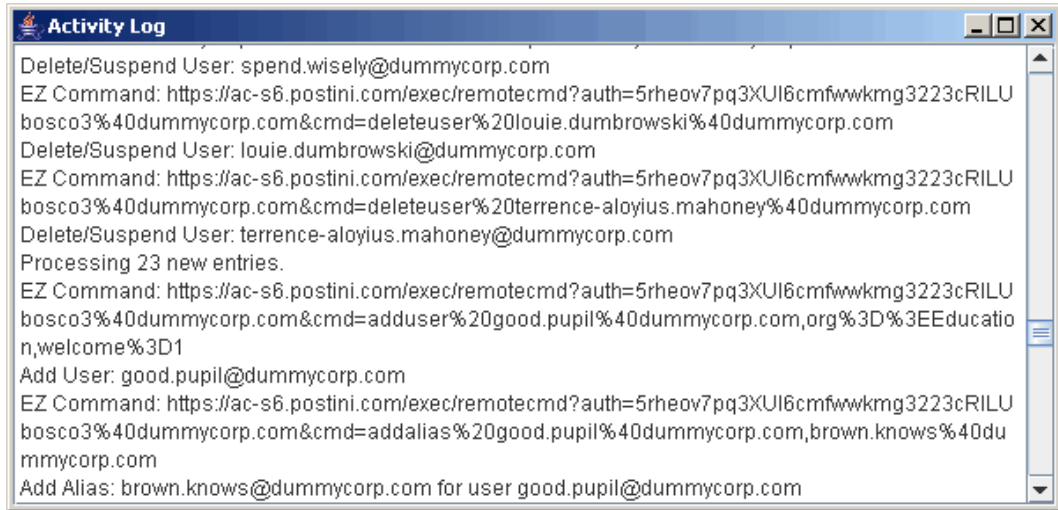 Activity Log
Delete/Suspend User: spend.wisely@dummycorp.com
EZ Command: https://ac-s6.postini.com/exec/remotecmd?auth=5rheov7pq3XUI6cmfwwkmg3223cRILU
bosco3%40dummycorp.com&cmd=deleteuser%20louie.dumbrowski%40dummycorp.com
Delete/Suspend User: louie.dumbrowski@dummycorp.com
EZ Command: https://ac-s6.postini.com/exec/remotecmd?auth=5rheov7pq3XUI6cmfwwkmg3223cRILU
bosco3%40dummycorp.com&cmd=deleteuser%20terrence-aloyius.mahoney%40dummycorp.com
Delete/Suspend User: terrence-aloyius.mahoney@dummycorp.com
Processing 23 new entries.
EZ Command: https://ac-s6.postini.com/exec/remotecmd?auth=5rheov7pq3XUI6cmfwwkmg3223cRILU
bosco3%40dummycorp.com&cmd=adduser%20good.pupil%40dummycorp.com,org%3D%3EEducatio
n,welcome%3D1
Add User: good.pupil@dummycorp.com
EZ Command: https://ac-s6.postini.com/exec/remotecmd?auth=5rheov7pq3XUI6cmfwwkmg3223cRILU
bosco3%40dummycorp.com&cmd=addalias%20good.pupil%40dummycorp.com,brown.knows%40du
mmycorp.com
Add Alias: brown.knows@dummycorp.com for user good.pupil@dummycorp.com